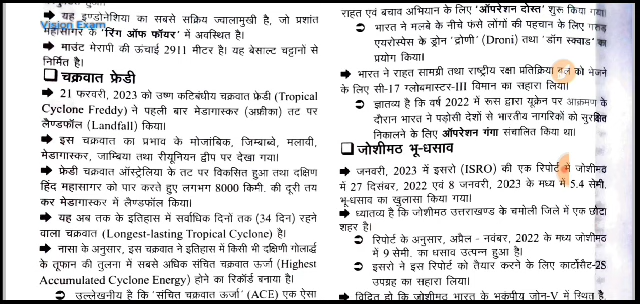 ➡ यह इण्डोनेशिया का सबसे सक्रिय ज्वालामुखी है, जो प्रशांत
महासागर के 'रिंग ऑफ फॉयर' में अवस्थित है।
Vision Exam
➡ माउंट मेरापी की ऊंचाई 2911 मीटर है। यह बेसाल्ट चट्टानों से
निर्मित है।
❑ चक्रवात फ्रेडी
➡ 21 फरवरी, 2023 को उष्ण कटिबंधीय चक्रवात फ्रेडी (Tropical
Cyclone Freddy) ने पहली बार मेडागास्कर (अफ्रीका) तट पर
लैण्डफॉल (Landfall) किया।
➡ इस चक्रवात का प्रभाव के मोजांबिक, जिम्बाब्वे, मलावी,
मेडागास्कर, जाम्बिया तथा रीयूनियान द्वीप पर देखा गया।
➡ फ्रेडी चक्रवात ऑस्ट्रेलिया के तट पर विकसित हुआ तथा दक्षिण
हिंद महासागर को पार करते हुए लगभग 8000 किमी. की दूरी तय
कर मेडागास्कर में लैण्डफॉल किया।
➡ यह अब तक के इतिहास में सर्वाधिक दिनों तक (34 दिन) रहने
वाला चक्रवात (Longest-lasting Tropical Cyclone) है।
➡ नासा के अनुसार, इस चक्रवात ने इतिहास में किसी भी दक्षिणी गोलार्द्ध
के तूफान की तुलना में सबसे अधिक संचित चक्रवात ऊर्जा (Highest
Accumulated Cyclone Energy) होने का रिकॉर्ड बनाया है।
➲ उल्लेखनीय है कि 'संचित चक्रवात ऊर्जा' (ACE) एक ऐसा
राहत एवं बचाव अभियान के लिए 'ऑपरेशन दोस्त' शुरू किया गया।
➲ भारत ने मलबे के नीचे फंसे लोगों की पहचान के लिए गरुड़
एयरोस्पेस के ड्रोन 'द्रोणी' (Droni) तथा 'डॉग स्क्वाड' का
प्रयोग किया।
➡ भारत ने राहत सामग्री तथा राष्ट्रीय रक्षा प्रतिक्रिया बल को भेजने
के लिए सी-17 ग्लोबमास्टर-III विमान का सहारा लिया।
➲ ज्ञातव्य है कि वर्ष 2022 में रूस द्वारा यूक्रेन पर आक्रमण के
दौरान भारत ने पड़ोसी देशों से भारतीय नागरिकों को सुरक्षित
निकालने के लिए ऑपरेशन गंगा संचालित किया था।
❑ जोशीमठ भू-धसाव
➡ जनवरी, 2023 में इसरो (ISRO) की एक रिपोर्ट में जोशीमठ
में 27 दिसंबर, 2022 एवं 8 जनवरी, 2023 के मध्य में 5.4 सेमी.
भू-धसाव का खुलासा किया गया।
➡ ध्यातव्य है कि जोशीमठ उत्तराखण्ड के चमोली जिले में एक छोटा
शहर है।
➲ रिपोर्ट के अनुसार, अप्रैल - नवंबर, 2022 के मध्य जोशीमठ
में 9 सेमी. का धसाव उत्पन्न हुआ है।
➲ इसरो ने इस रिपोर्ट को तैयार करने के लिए कार्टोसैट-2S
उपग्रह का सहारा लिया।
➡ विदित हो कि जोशीमठ भारत के भूकंपीय जोन-V में स्थित है